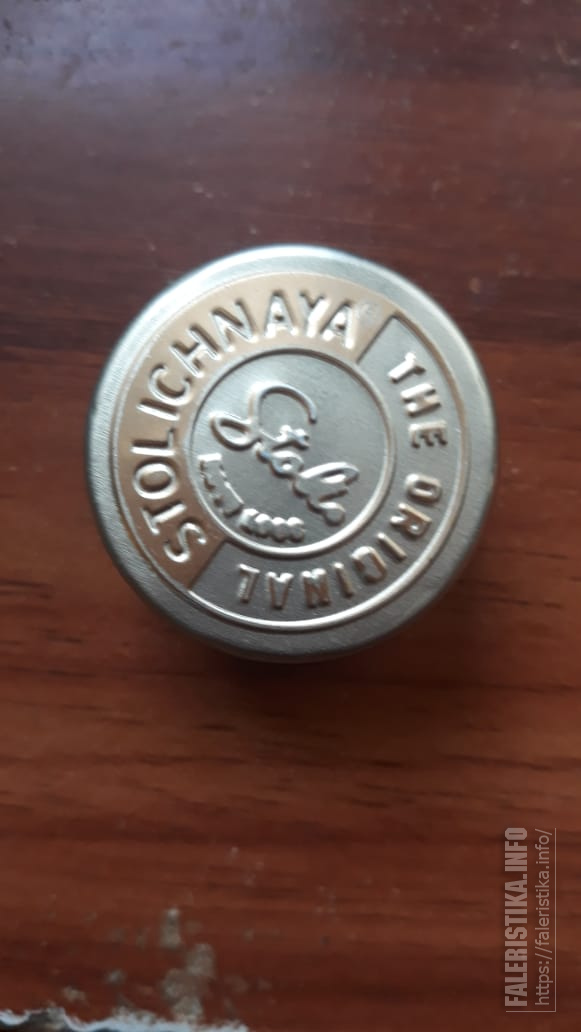 STOLICHNAYA
THE ORIGINAL
Stoli
FALERISTIKA.INFO
https://faleristika.info/